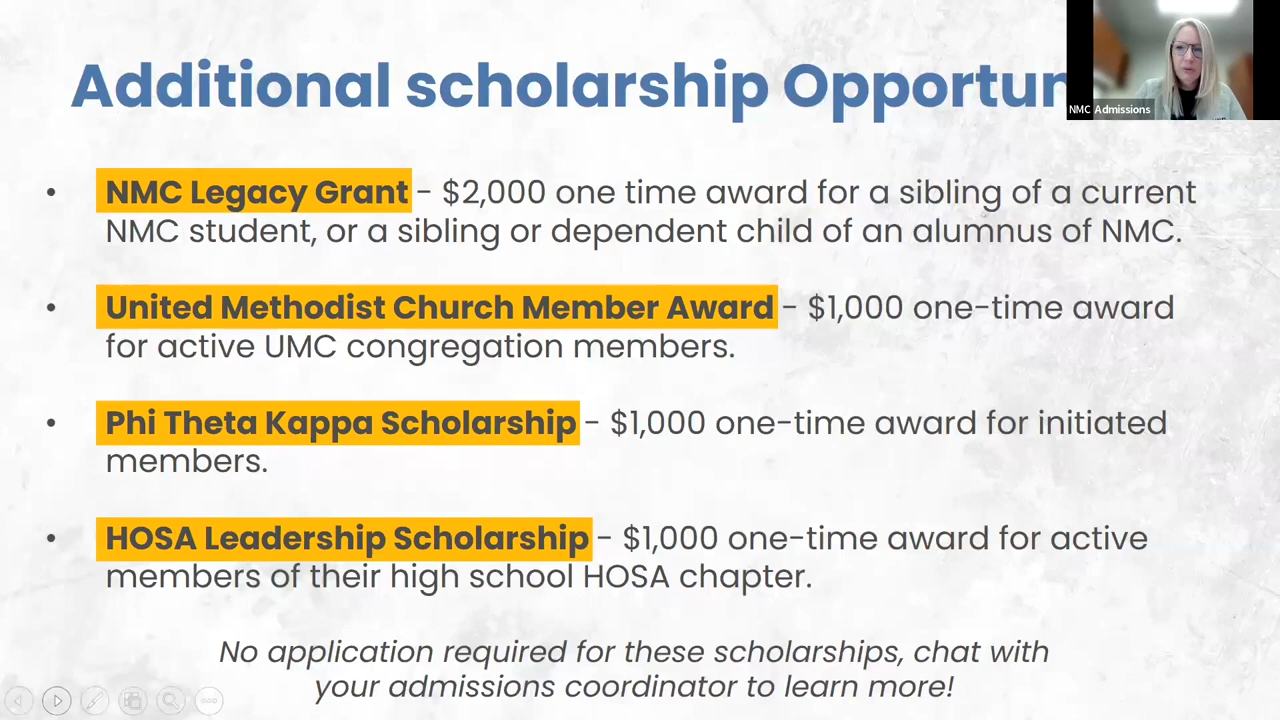 Additional scholarship Opportun
NMC Admissions
• NMC Legacy Grant - $2,000 one time award for a sibling of a current
NMC student, or a sibling or dependent child of an alumnus of NMC.
• United Methodist Church Member Award - $1,000 one-time award
for active UMC congregation members.
• Phi Theta Kappa Scholarship - $1,000 one-time award for initiated
members.
• HOSA Leadership Scholarship - $1,000 one-time award for active
members of their high school HOSA chapter.
No application required for these scholarships, chat with
your admissions coordinator to learn more!